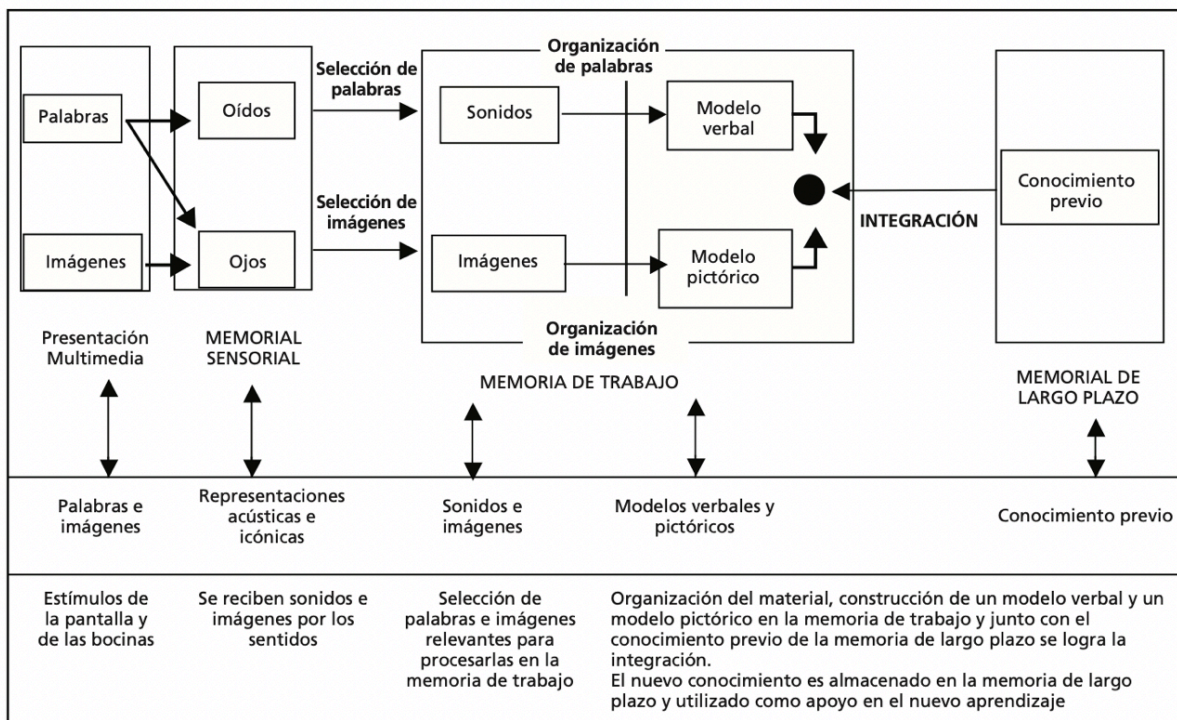 Palabras
Imágenes
Presentación
Multimedia
Oídos
Ojos
MEMORIAL
SENSORIAL
Selección de
palabras
Selección de
imágenes
Organización
de palabras
Sonidos
Modelo
verbal
Imágenes
Modelo
pictórico
Organización
de imágenes
MEMORIA DE TRABAJO
INTEGRACIÓN
Conocimiento
previo
MEMORIAL DE
LARGO PLAZO
Palabras e
imágenes
Representaciones
acústicas e
icónicas
Sonidos e
imágenes
Modelos verbales y
pictóricos
Conocimiento previo
Estímulos de
la pantalla y
de las bocinas
Se reciben sonidos e
imágenes por los
sentidos
Selección de
palabras e imágenes
relevantes para
procesarlas en la
memoria de trabajo
Organización del material, construcción de un modelo verbal y un
modelo pictórico en la memoria de trabajo y junto con el
conocimiento previo de la memoria de largo plazo se logra la
integración.
El nuevo conocimiento es almacenado en la memoria de largo
plazo y utilizado como apoyo en el nuevo aprendizaje